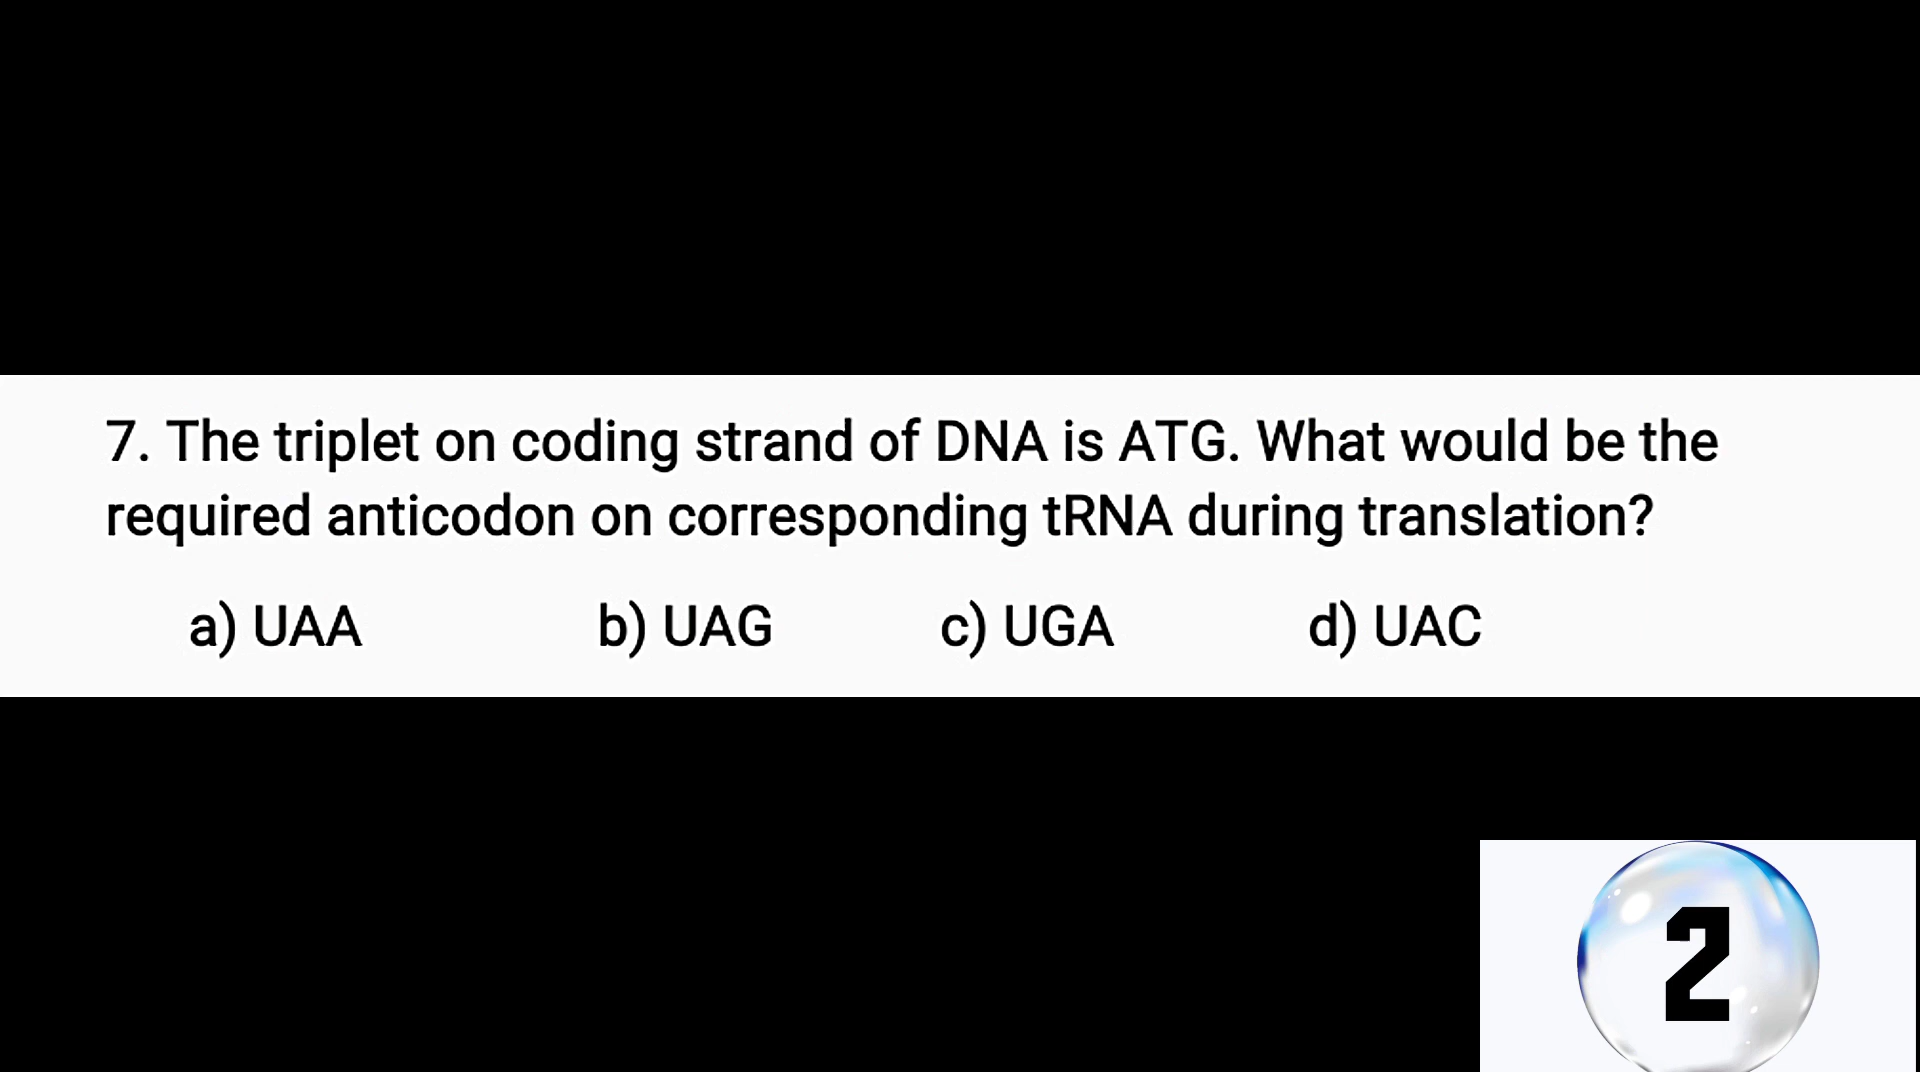 7. The triplet on coding strand of DNA is ATG. What would be the
required anticodon on corresponding tRNA during translation?
a) UAA b) UAG c) UGA d) UAC
2